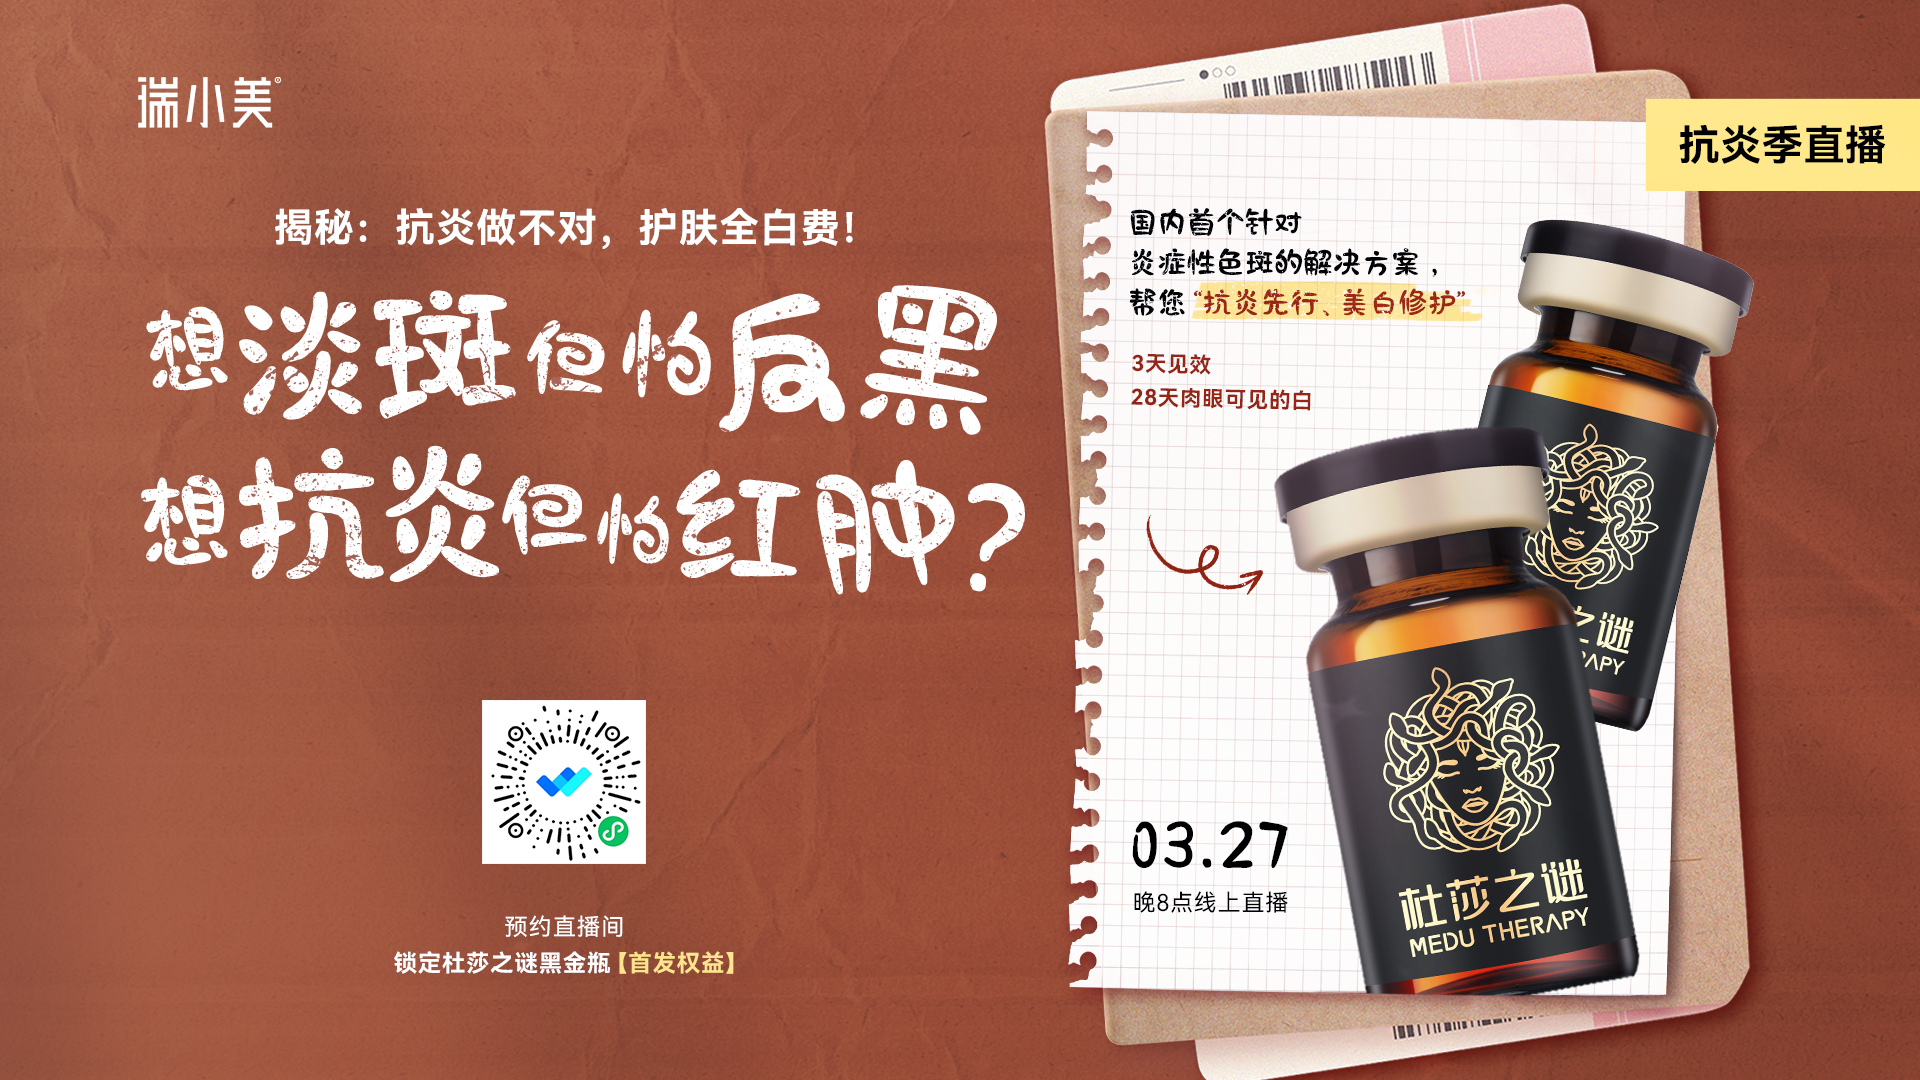 瑞小美®
揭秘：抗炎做不对，护肤全白费！
想淡斑但怕反黑
想抗炎但怕红肿？
预约直播间
锁定杜莎之谜黑金瓶【首发权益】
抗炎季直播
国内首个针对
炎症性色斑的解决方案，
帮您“抗炎先行、美白修护”
3天见效
28天肉眼可见的白
03.27
晚8点线上直播
之谜
APY
杜莎之谜
MEDU THERAPY